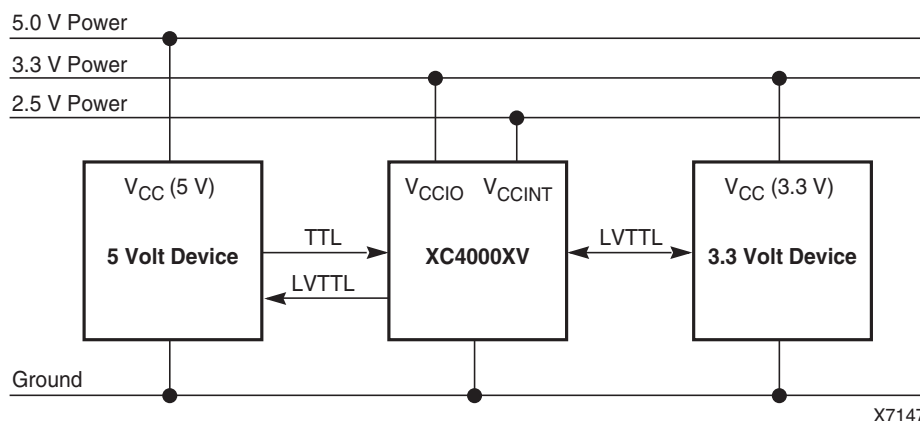 5.0 V Power
3.3 V Power
2.5 V Power
VCC (5 V)
5 Volt Device
TTL
LVTTL
VCCIO VCCINT
XC4000XV
LVTTL
VCC (3.3 V)
3.3 Volt Device
Ground
X7147